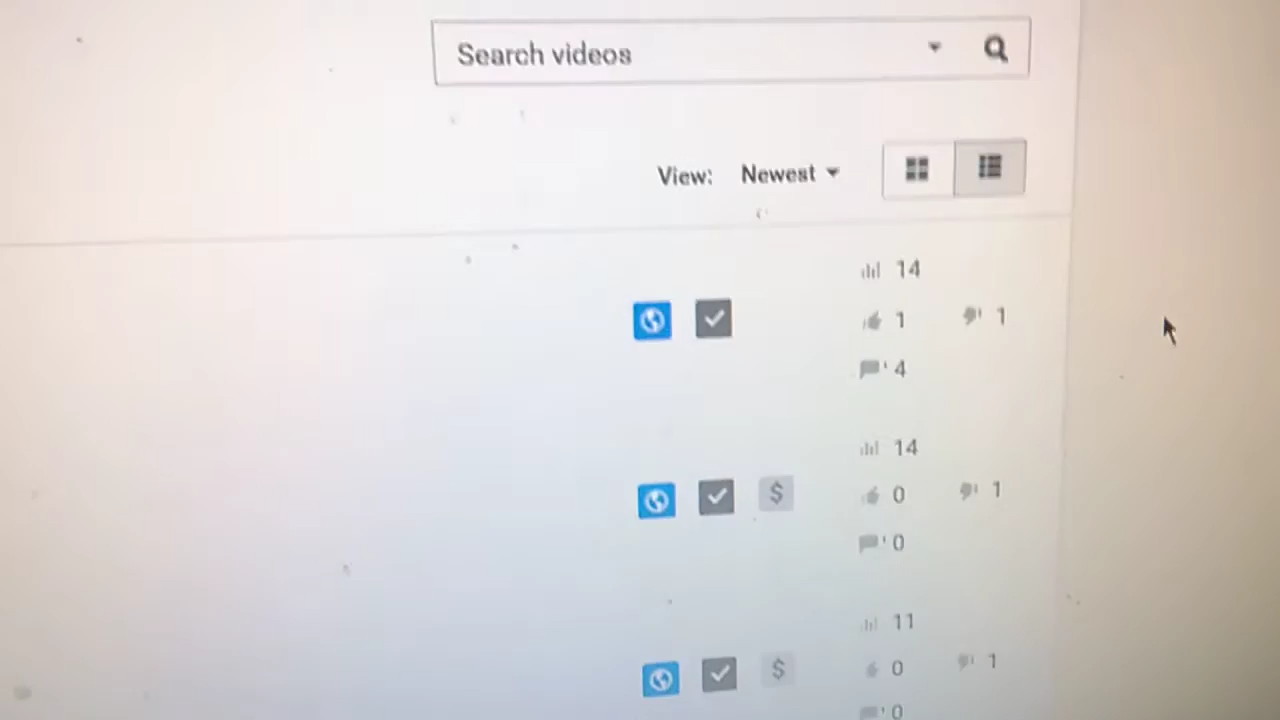 Search videos
View: Newest
14
1 1
4
14
$ 0 1
0
11
$ 0 1
0